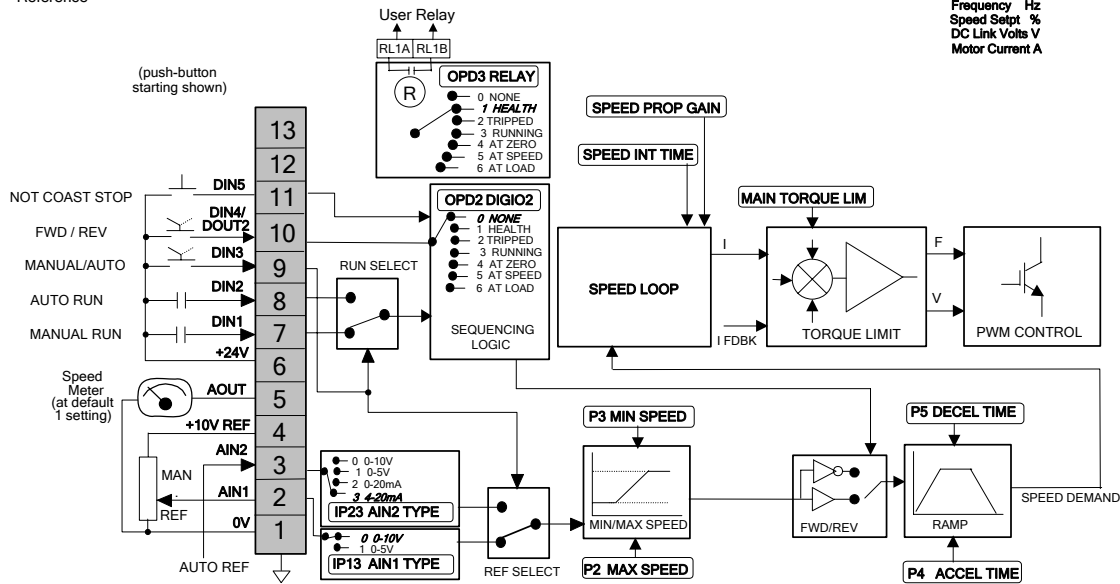 Reference
Frequency Hz
Speed Setpt %
DC Link Volts V
Motor Current A
User Relay
RL1A RL1B
R
OPD3 RELAY
0 NONE
1 HEALTH
2 TRIPPED
3 RUNNING
4 AT ZERO
5 AT SPEED
6 AT LOAD
(push-button
starting shown)
13
12
11
10
9
8
7
6
5
4
3
2
1
NOT COAST STOP
DIN5
FWD / REV
DIN4/
DOUT2
MANUAL/AUTO
DIN3
AUTO RUN
DIN2
MANUAL RUN
DIN1
+24V
Speed
Meter
(at default
1 setting)
AOUT
+10V REF
AIN2
MAN
REF
AIN1
0V
AUTO REF
RUN SELECT
OPD2 DIGIO2
0 NONE
1 HEALTH
2 TRIPPED
3 RUNNING
4 AT ZERO
5 AT SPEED
6 AT LOAD
SEQUENCING
LOGIC
SPEED PROP GAIN
SPEED INT TIME
SPEED LOOP
I
I FDBK
MAIN TORQUE LIM
TORQUE LIMIT
F
V
PWM CONTROL
0 0-10V
1 0-5V
2 0-20mA
3 4-20mA
IP23 AIN2 TYPE
0 0-10V
1 0-5V
IP13 AIN1 TYPE
REF SELECT
P3 MIN SPEED
MIN/MAX SPEED
P2 MAX SPEED
FWD/REV
P5 DECEL TIME
RAMP
P4 ACCEL TIME
SPEED DEMAND